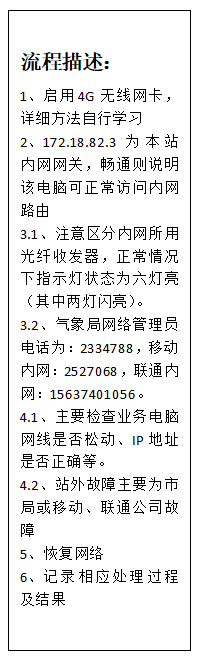 流程描述:
1、启用4G 无线网卡，
详细方法自行学习
2、172.18.82.3 为本站
内网网关，畅通则说明
该电脑可正常访问内网
路由
3.1、注意区分内网所用
光纤收发器，正常情况
下指示灯状态为六灯亮
（其中两灯闪亮）。
3.2、气象局网络管理员
电话为：2334788，移动
内网：2527068，联通内
网：15637401056。
4.1、主要检查业务电脑
网线是否松动、IP 地址
是否正确等。
4.2、站外故障主要为市
局或移动、联通公司故
障
5、恢复网络
6、记录相应处理过程
及结果